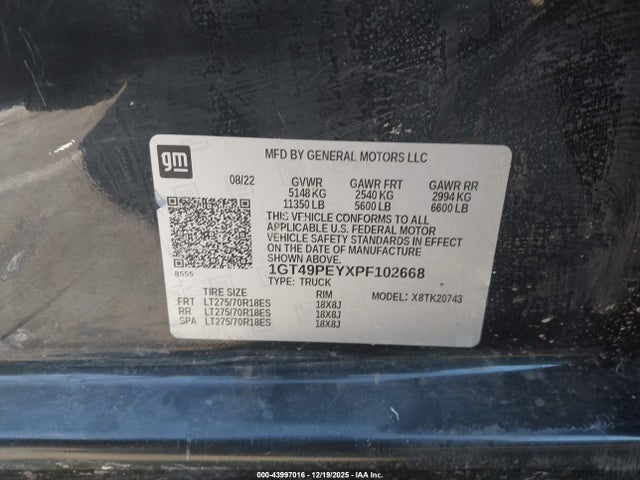 gm
MFD BY GENERAL MOTORS LLC
08/22 GVWR GAWR FRT GAWR RR
5148 KG 2540 KG 2994 KG
11350 LB 5600 LB 6600 LB
THIS VEHICLE CONFORMS TO ALL
APPLICABLE U.S. FEDERAL MOTOR
VEHICLE SAFETY STANDARDS IN EFFECT
ON THE DATE OF MANUFACTURE
SHOWN ABOVE.
8555 1GT49PEYXPF102668
TYPE: TRUCK
TIRE SIZE RIM MODEL: X8TK20743
FRT LT275/70R18ES 18X8J
RR LT275/70R18ES 18X8J
SPA LT275/70R18ES 18X8J
000-43997016 - 12/19/2025 - IAA, Inc.